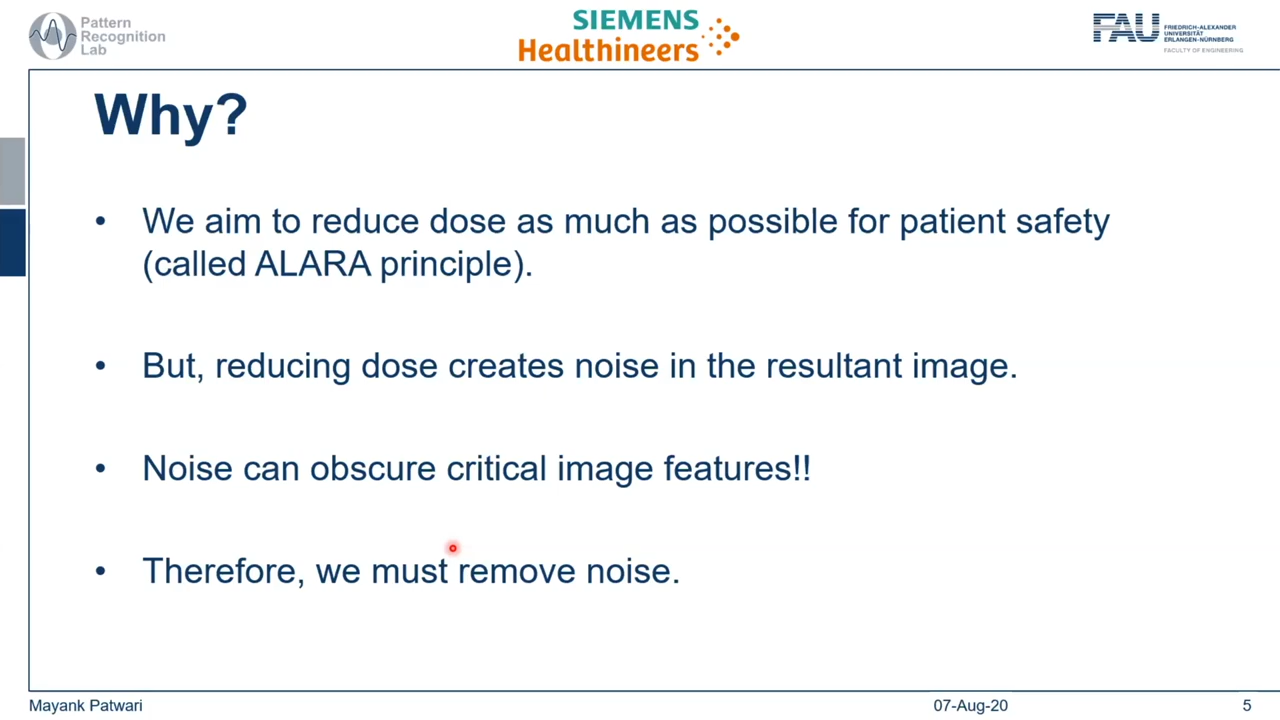 Pattern
Recognition
Lab
SIEMENS
Healthineers
FAU
FRIEDRICH-ALEXANDER
UNIVERSITÄT
ERLANGEN-NÜRNBERG
FACULTY OF ENGINEERING
Why?
• We aim to reduce dose as much as possible for patient safety
(called ALARA principle).
• But, reducing dose creates noise in the resultant image.
• Noise can obscure critical image features!!
• Therefore, we must remove noise.
Mayank Patwari
07-Aug-20
5